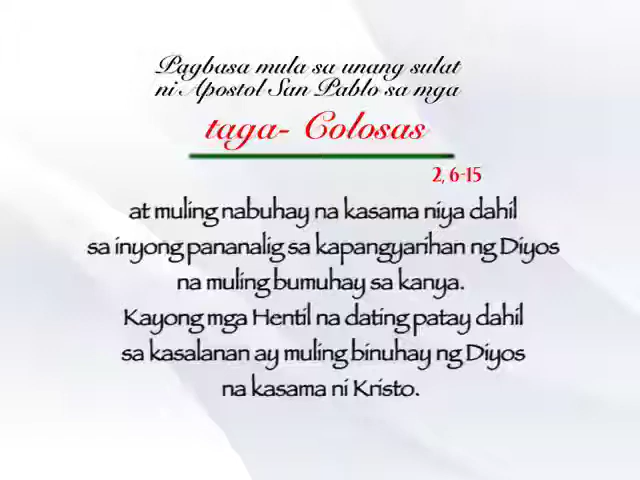 Pagbasa mula sa unang sulat
ni Apostol San Pablo sa mga
taga- Colosas
2, 6-15
at muling nabuhay na kasama niya dahil
sa inyong pananalig sa kapangyarihan ng Diyos
na muling bumuhay sa kanya.
Kayong mga Hentil na dating patay dahil
sa kasalanan ay muling binuhay ng Diyos
na kasama ni Kristo.